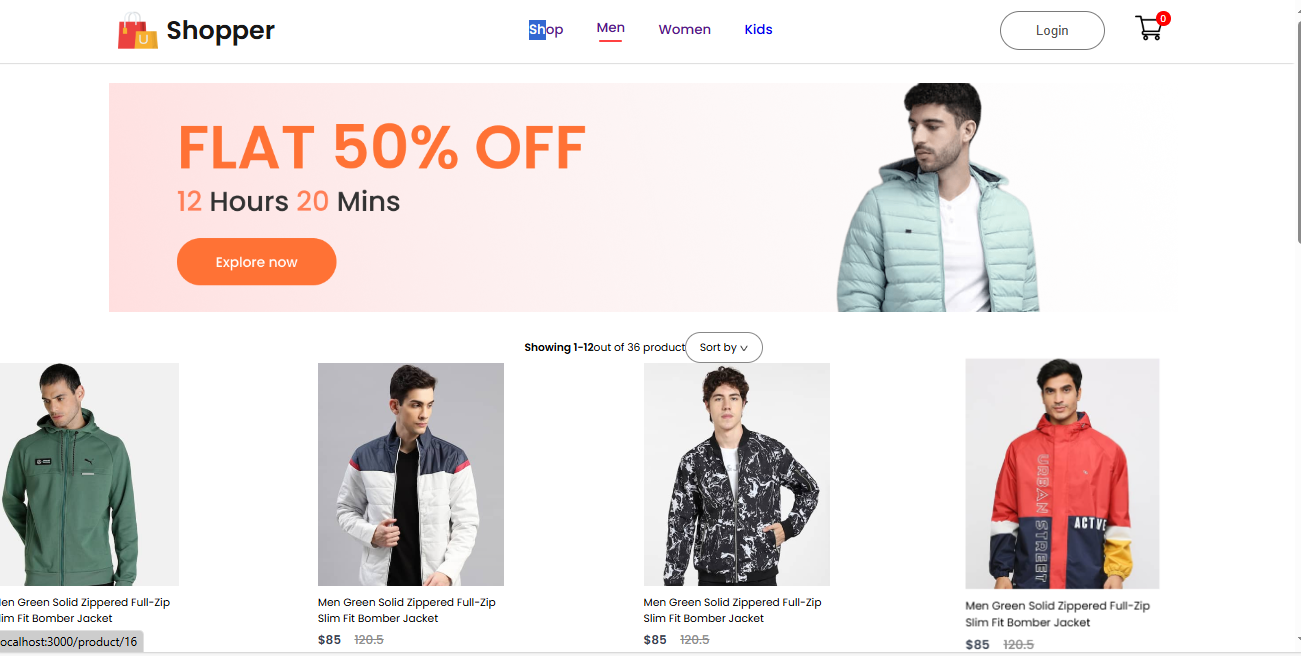 Shopper
Shop Men Women Kids
Login
0
FLAT 50% OFF
12 Hours 20 Mins
Explore now
Showing 1-12out of 36 product
Sort by
URBAN STREET
ACTVE
en Green Solid Zippered Full-Zip
lim Fit Bomber Jacket
Men Green Solid Zippered Full-Zip
Slim Fit Bomber Jacket
$85 120.5
Men Green Solid Zippered Full-Zip
Slim Fit Bomber Jacket
$85 120.5
Men Green Solid Zippered Full-Zip
Slim Fit Bomber Jacket
$85 120.5
ocalhost:3000/product/16